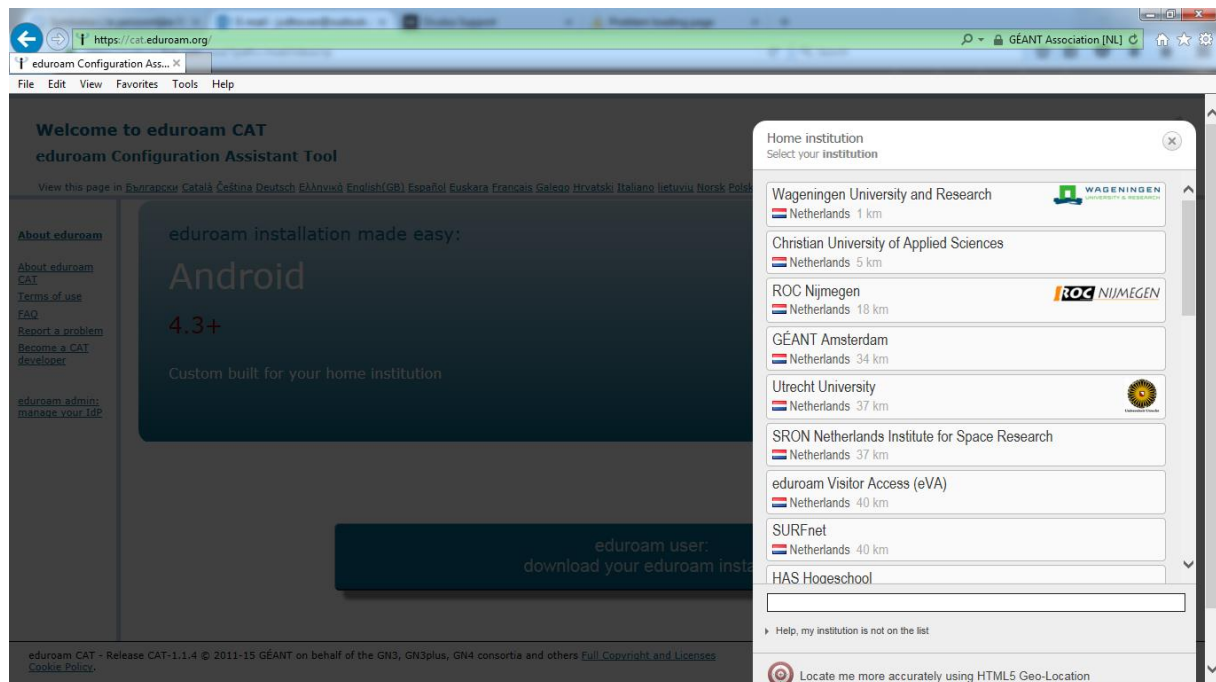 https://cat.eduroam.org/
GÉANT Association [NL]
eduroam Configuration Ass...
File Edit View Favorites Tools Help
Welcome to eduroam CAT
eduroam Configuration Assistant Tool
View this page in Български Català Čeština Deutsch Ελληνικά English(GB) Español Euskara Francais Galego Hrvatski Italiano lietuvių Norsk Polsk
About eduroam
About eduroam
CAT
Terms of use
FAQ
Report a problem
Become a CAT
developer
eduroam admin:
manage your IdP
eduroam installation made easy:
Android
4.3+
Custom built for your home institution
eduroam user:
download your eduroam insta
Home institution
Select your institution
Wageningen University and Research
Netherlands 1 km
WAGENINGEN
UNIVERSITY & RESEARCH
Christian University of Applied Sciences
Netherlands 5 km
ROC Nijmegen
Netherlands 18 km
ROC NIJMEGEN
GÉANT Amsterdam
Netherlands 34 km
Utrecht University
Netherlands 37 km
SRON Netherlands Institute for Space Research
Netherlands 37 km
eduroam Visitor Access (eVA)
Netherlands 40 km
SURFnet
Netherlands 40 km
HAS Hogeschool
Help, my institution is not on the list
Locate me more accurately using HTML5 Geo-Location
eduroam CAT - Release CAT-1.1.4 © 2011-15 GÉANT on behalf of the GN3, GN3plus, GN4 consortia and others Full Copyright and Licenses
Cookie Policy.